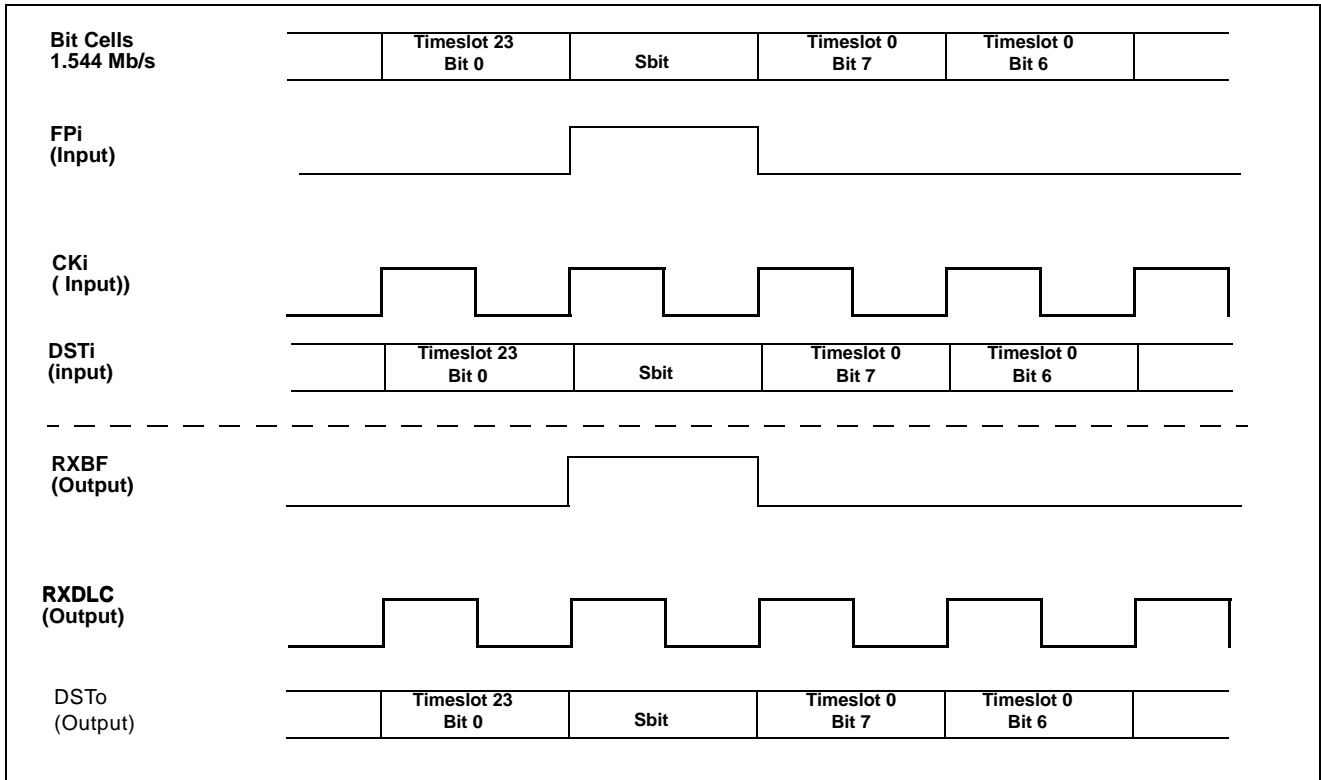 Bit Cells
1.544 Mb/s
Timeslot 23
Bit 0
Sbit
Timeslot 0
Bit 7
Timeslot 0
Bit 6
FPi
(Input)
CKi
( Input))
DSTi
(input)
Timeslot 23
Bit 0
Sbit
Timeslot 0
Bit 7
Timeslot 0
Bit 6
RXBF
(Output)
RXDLC
(Output)
DSTo
(Output)
Timeslot 23
Bit 0
Sbit
Timeslot 0
Bit 7
Timeslot 0
Bit 6